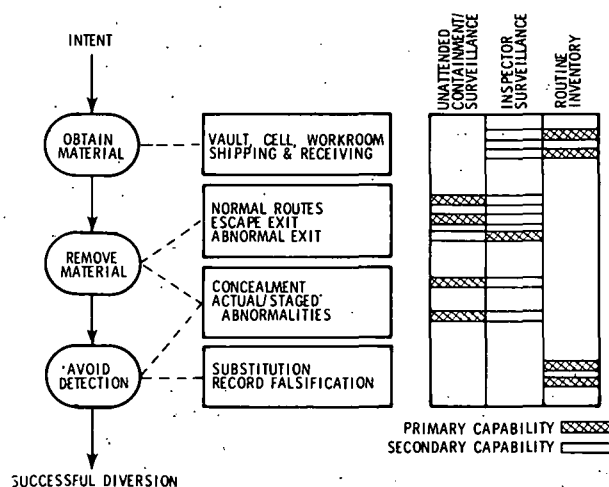 INTENT
OBTAIN
MATERIAL
REMOVE
MATERIAL
AVOID
DETECTION
SUCCESSFUL DIVERSION
VAULT, CELL, WORKROOM
SHIPPING & RECEIVING
NORMAL ROUTES
ESCAPE EXIT
ABNORMAL EXIT
CONCEALMENT
ACTUAL/STAGED
ABNORMALITIES
SUBSTITUTION
RECORD FALSIFICATION
UNATTENDED
CONTAINMENT/
SURVEILLANCE
INSPECTOR
SURVEILLANCE
ROUTINE
INVENTORY
PRIMARY CAPABILITY
SECONDARY CAPABILITY